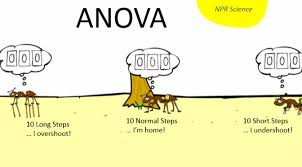 ANOVA
NPR Science
000
000
000
10 Long Steps
... I overshoot!
10 Normal Steps
... I'm home!
10 Short Steps
... I undershoot!